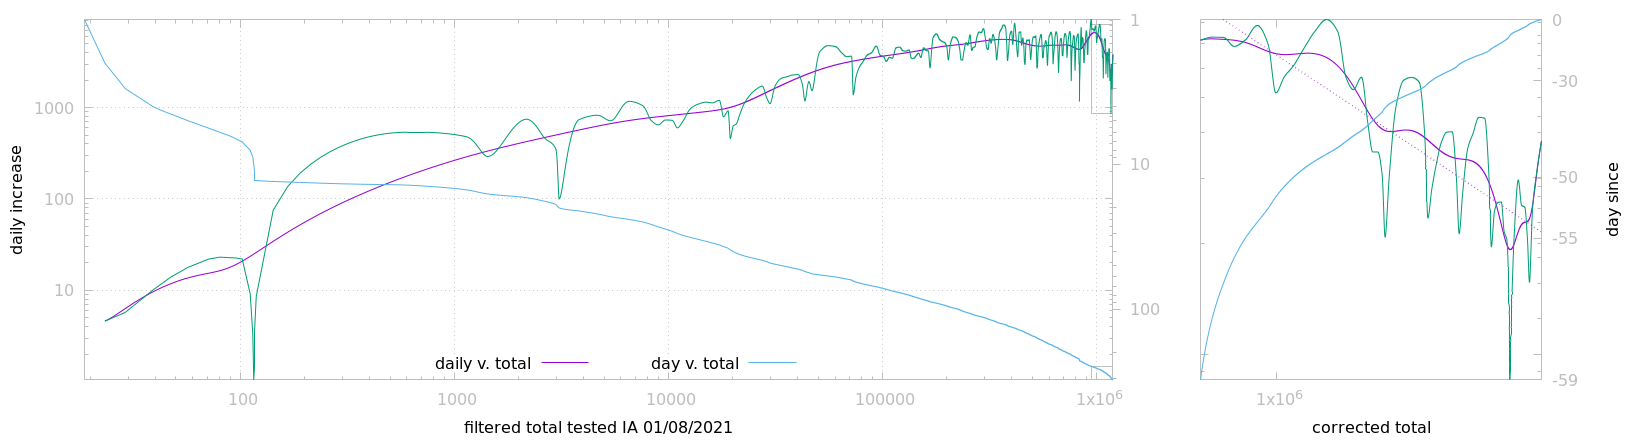 daily increase
1000
100
10
100
1000
10000
100000
1x10^6
filtered total tested IA 01/08/2021
daily v. total
day v. total
1
10
100
1x10^6
corrected total
0
-30
-50
-55
-59
day since